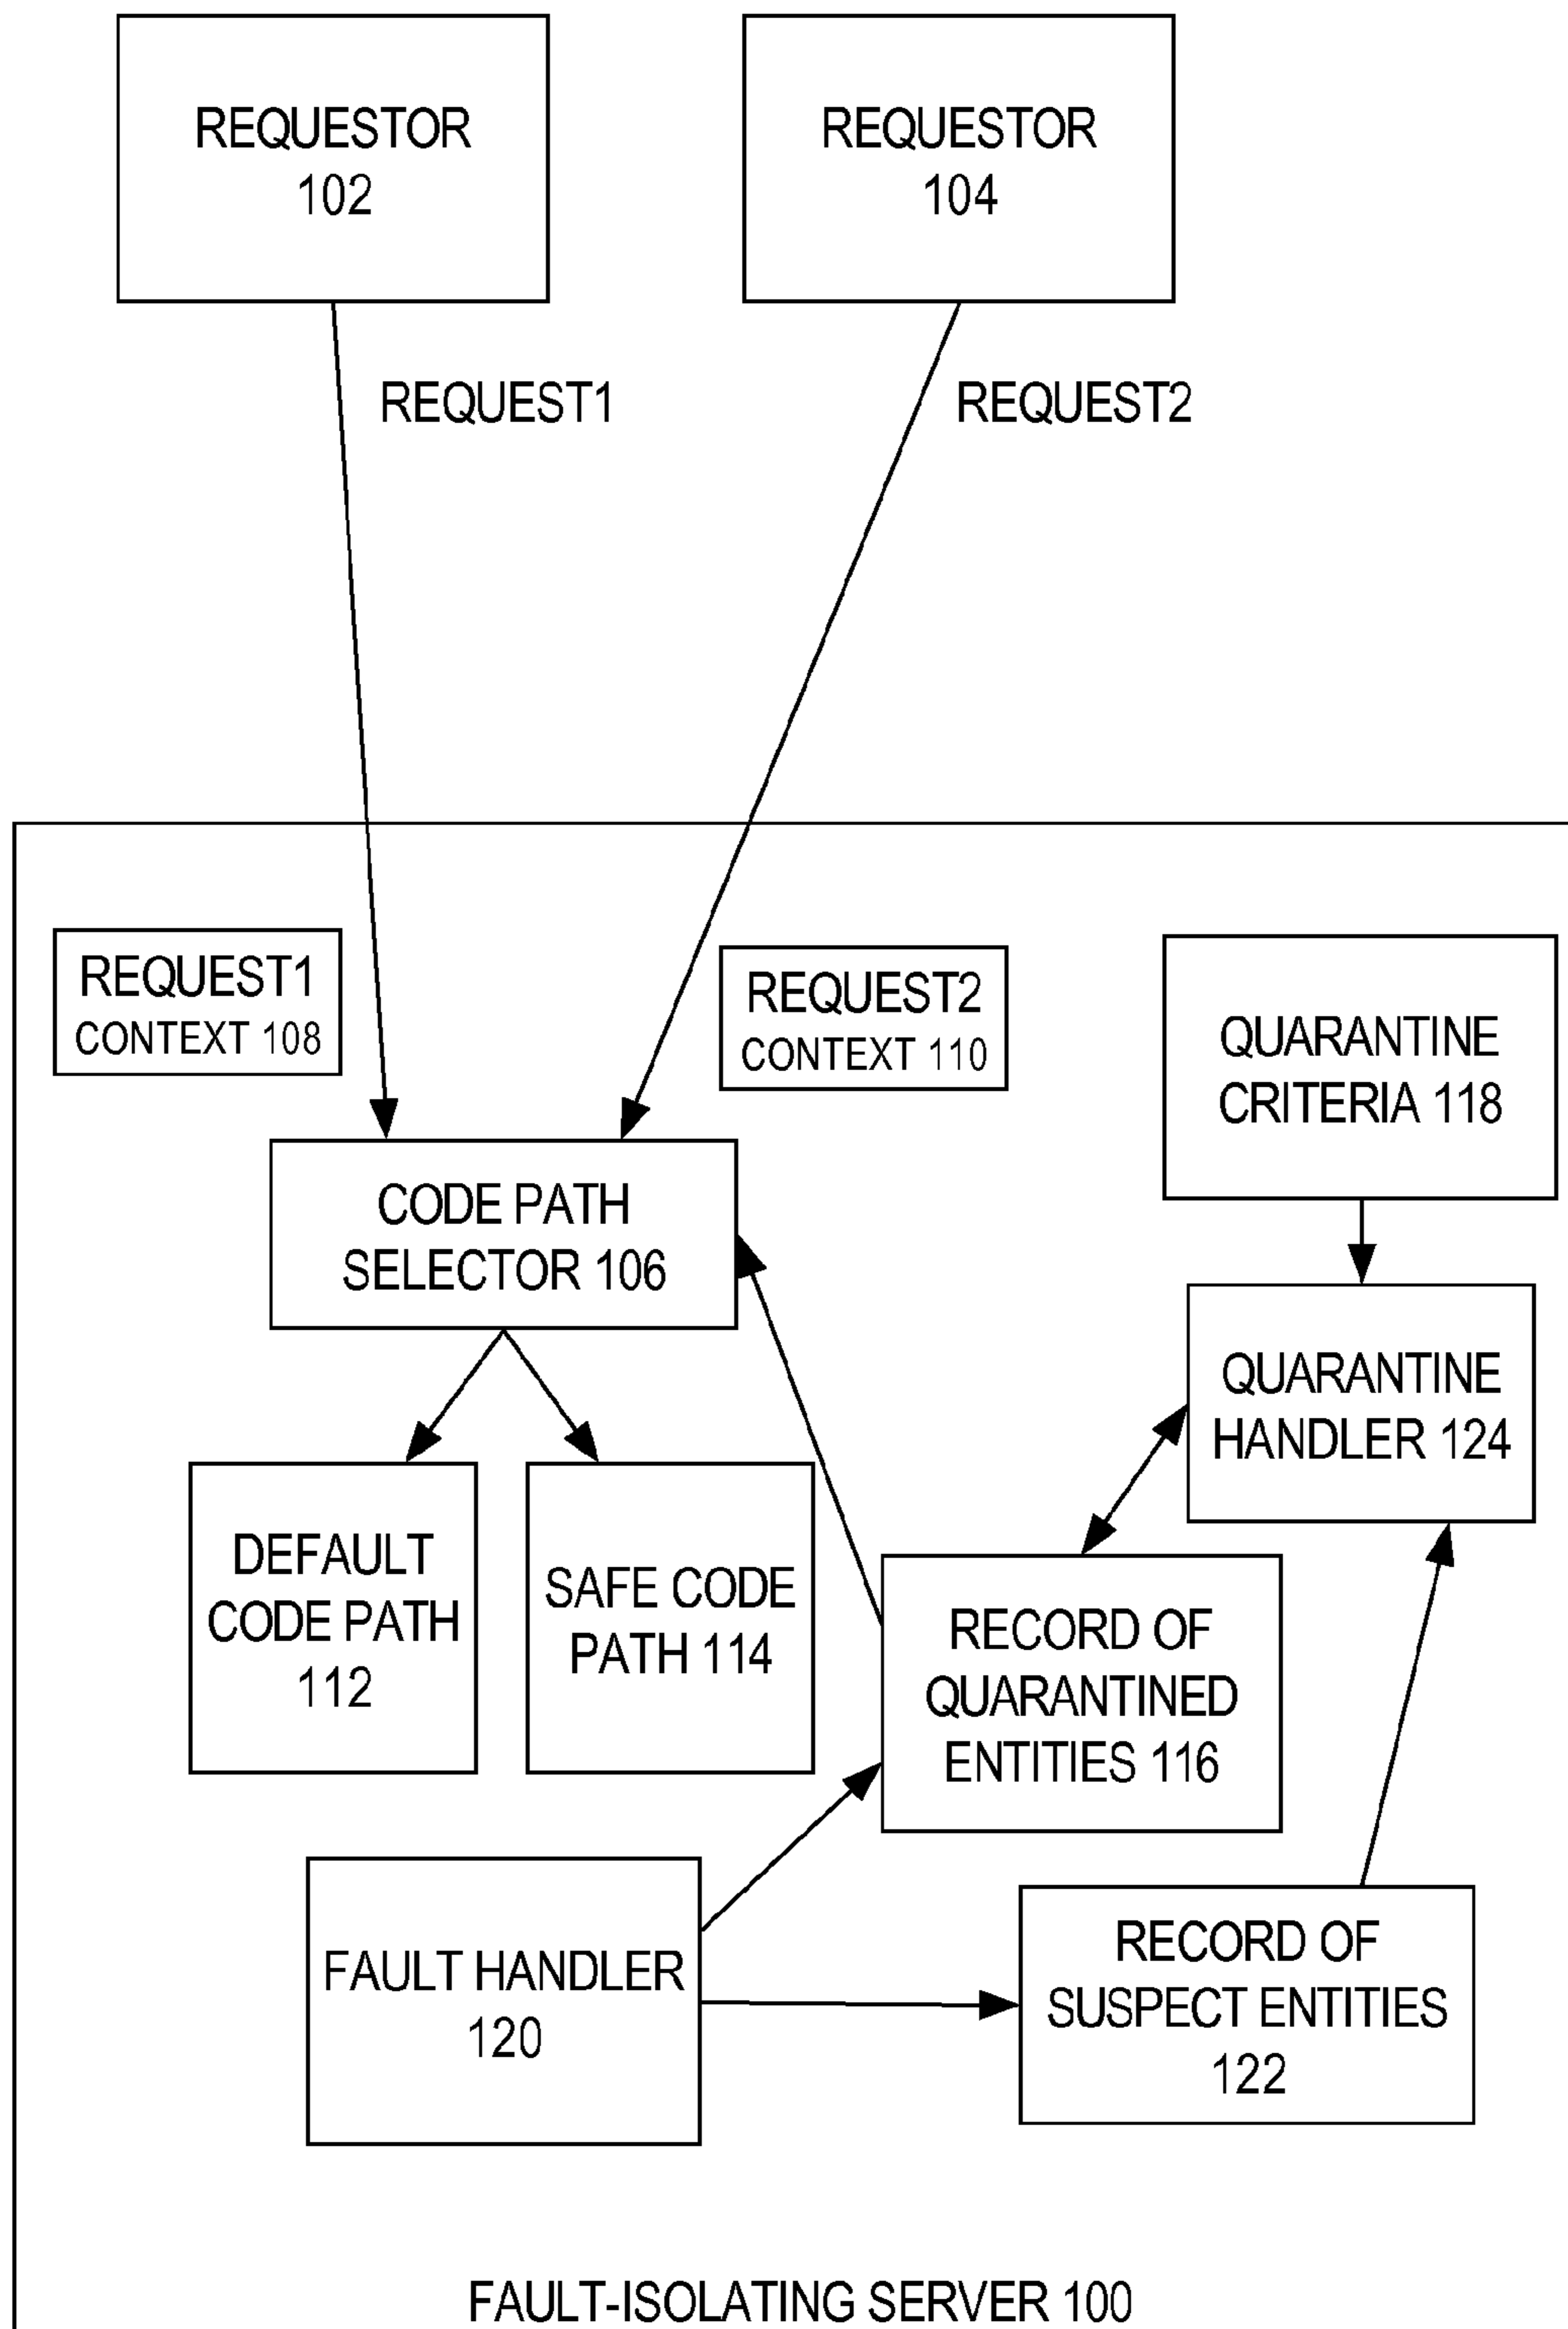 REQUESTOR
102
REQUESTOR
104
REQUEST1
REQUEST2
REQUEST1
CONTEXT 108
REQUEST2
CONTEXT 110
QUARANTINE
CRITERIA 118
CODE PATH
SELECTOR 106
QUARANTINE
HANDLER 124
DEFAULT
CODE PATH
112
SAFE CODE
PATH 114
RECORD OF
QUARANTINED
ENTITIES 116
FAULT HANDLER
120
RECORD OF
SUSPECT ENTITIES
122
FAULT-ISOLATING SERVER 100